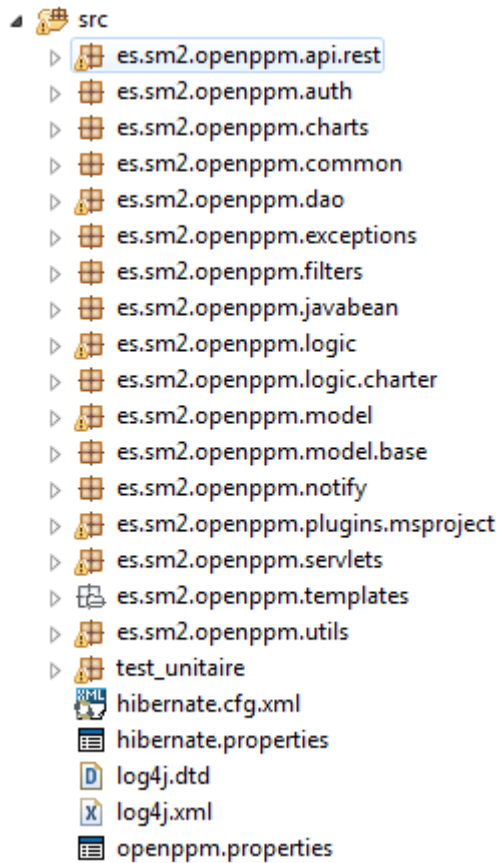 src
es.sm2.openppm.api.rest
es.sm2.openppm.auth
es.sm2.openppm.charts
es.sm2.openppm.common
es.sm2.openppm.dao
es.sm2.openppm.exceptions
es.sm2.openppm.filters
es.sm2.openppm.javabean
es.sm2.openppm.logic
es.sm2.openppm.logic.charter
es.sm2.openppm.model
es.sm2.openppm.model.base
es.sm2.openppm.notify
es.sm2.openppm.plugins.msproject
es.sm2.openppm.servlets
es.sm2.openppm.templates
es.sm2.openppm.utils
test_unitaire
XML hibernate.cfg.xml
hibernate.properties
D log4j.dtd
X log4j.xml
openppm.properties